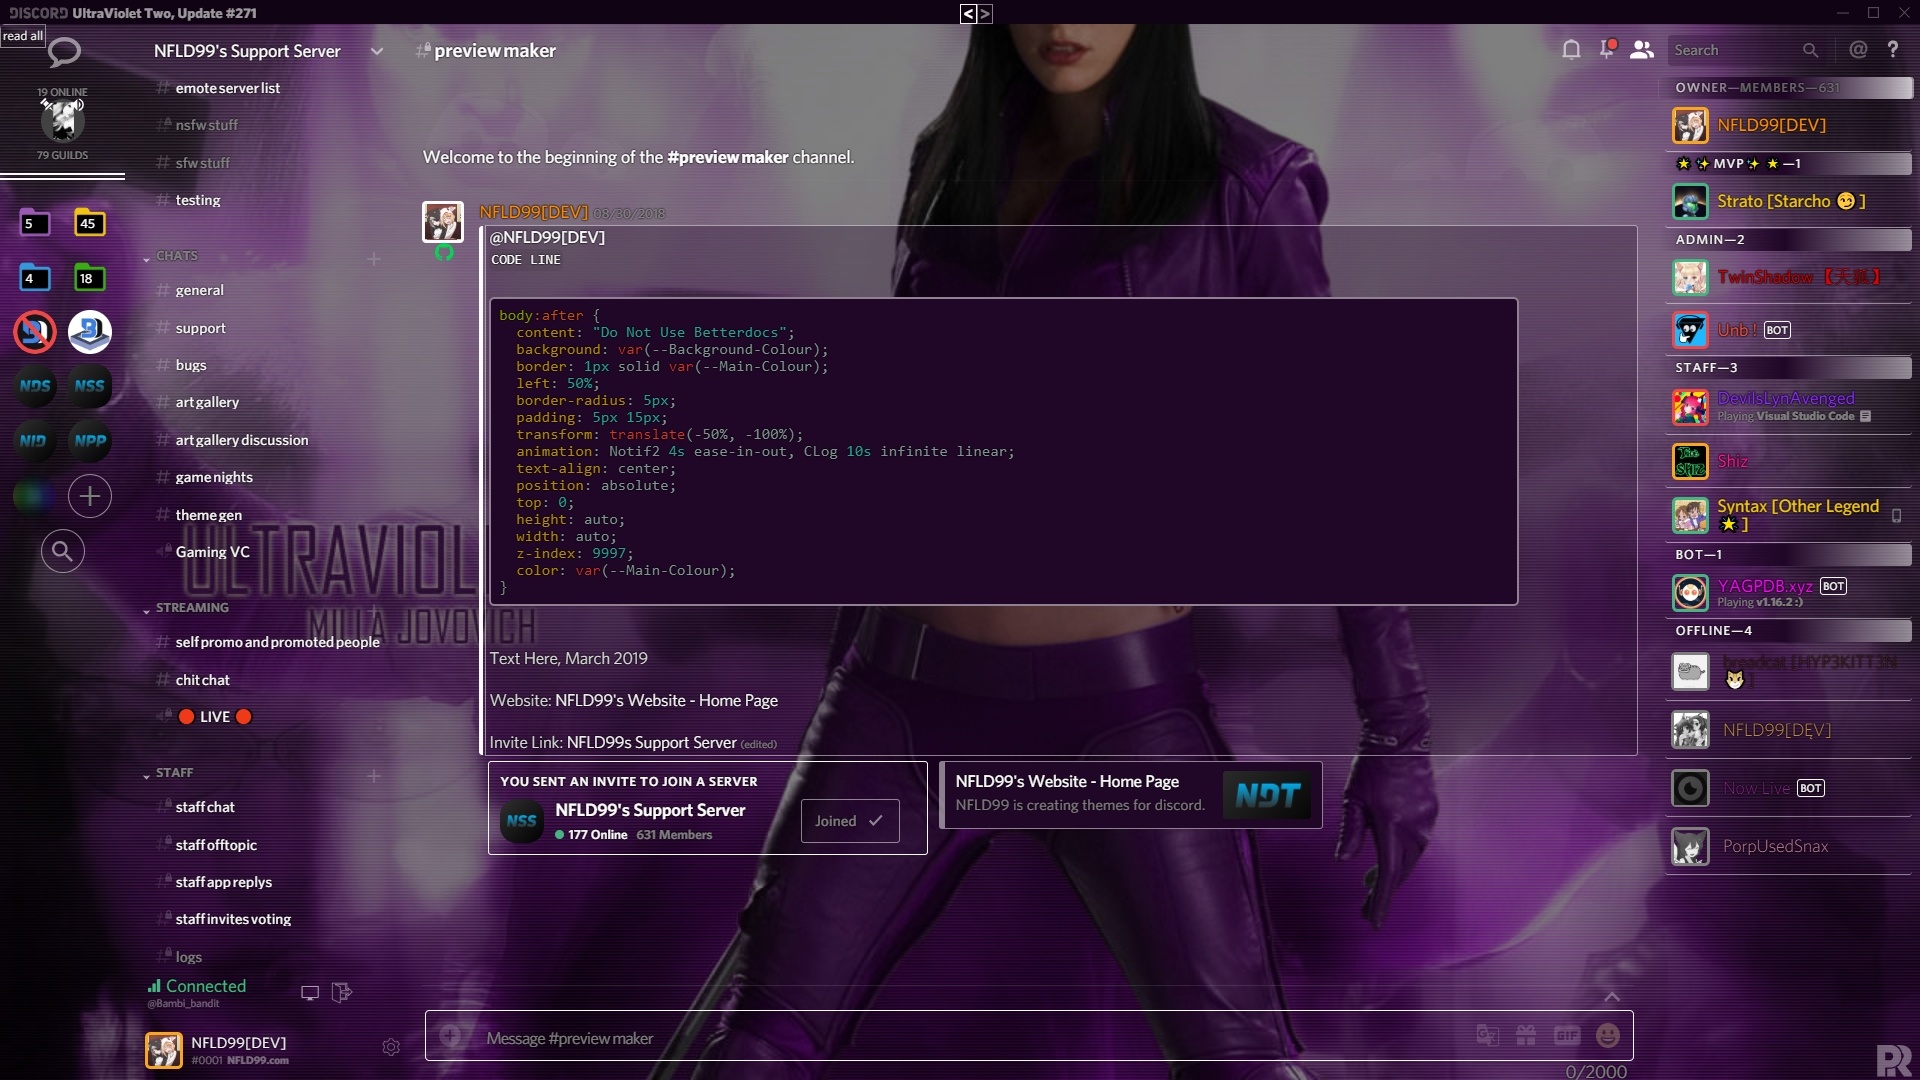 DISCORD UltraViolet Two, Update #271
<>
read all
19 ONLINE
79 GUILDS
5
45
4
18
NDS
NSS
NID
NPP
NFLD99's Support Server
emote server list
nsfw stuff
sfw stuff
testing
CHATS
general
support
bugs
art gallery
art gallery discussion
game nights
theme gen
Gaming VC
STREAMING
self promo and promoted people
chit chat
LIVE
STAFF
staff chat
staff offtopic
staff app replys
staff invites voting
logs
Connected
@Bambi_bandit
NFLD99[DEV]
#0001 NFLD99.com
ULTRAVIOL
MILLA JOVOVICH
preview maker
Welcome to the beginning of the #preview maker channel.
NFLD99[DEV] 08/30/2018
@NFLD99[DEV]
CODE LINE
body:after {
content: "Do Not Use Betterdocs";
background: var(--Background-Colour);
border: 1px solid var(--Main-Colour);
left: 50%;
border-radius: 5px;
padding: 5px 15px;
transform: translate(-50%, -100%);
animation: Notif2 4s ease-in-out, CLog 10s infinite linear;
text-align: center;
position: absolute;
top: 0;
height: auto;
width: auto;
z-index: 9997;
color: var(--Main-Colour);
}
Text Here, March 2019
Website: NFLD99's Website - Home Page
Invite Link: NFLD99s Support Server (edited)
YOU SENT AN INVITE TO JOIN A SERVER
NSS
NFLD99's Support Server
177 Online 631 Members
Joined
NFLD99's Website - Home Page
NFLD99 is creating themes for discord.
NDT
Message #preview maker
GIF
0/2000
Search
@
?
OWNER—MEMBERS—631
NFLD99[DEV]
🌟✨MVP✨🌟—1
Strato [Starcho 😏]
ADMIN—2
TwinShadow 【天狐】
Unb! BOT
STAFF—3
DevilsLynAvenged
Playing Visual Studio Code
The SHIZ
Shiz
Syntax [Other Legend
🌟]
BOT—1
YAGPDB.xyz BOT
Playing v1.16.2 :)
OFFLINE—4
breadcat [HYP3K1TT3N
🐱]
NFLD99[DĘV]
Now Live BOT
PorpUsedSnax